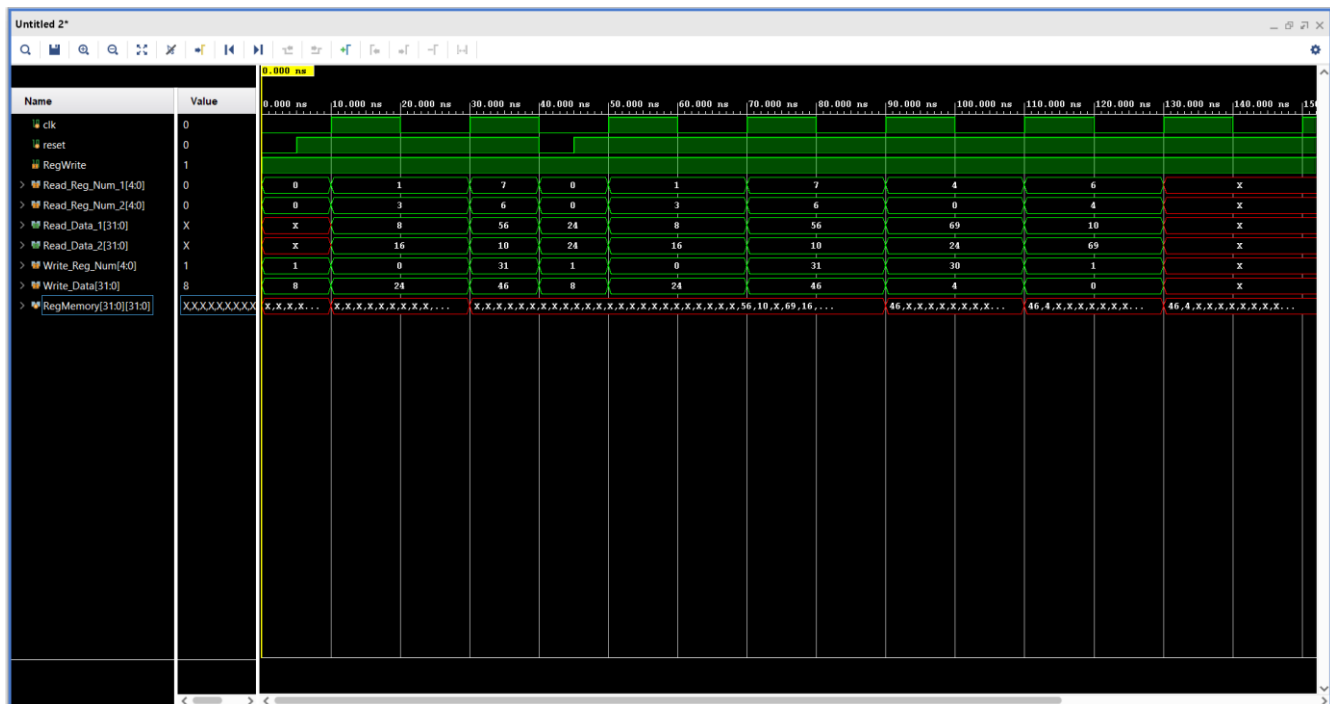 Untitled 2*
0.000 ns
Name Value
0.000 ns 10.000 ns 20.000 ns 30.000 ns 40.000 ns 50.000 ns 60.000 ns 70.000 ns 80.000 ns 90.000 ns 100.000 ns 110.000 ns 120.000 ns 130.000 ns 140.000 ns 150
clk 0
reset 0
RegWrite 1
Read_Reg_Num_1[4:0] 0 0 1 7 0 1 7 4 6 X
Read_Reg_Num_2[4:0] 0 0 3 6 0 3 6 0 4 X
Read_Data_1[31:0] X X 8 56 24 8 56 69 10 X
Read_Data_2[31:0] X X 16 10 24 16 10 24 69 X
Write_Reg_Num[4:0] 1 1 0 31 1 0 31 30 1 X
Write_Data[31:0] 8 8 24 46 8 24 46 4 0 X
RegMemory[31:0][31:0] X,X,X,X,X,X,X,X,X X,X,X,X... X,X,X,X,X,X,X,X,... X,X,X,X,X,X,X,X,X,X,X,X,X,X,X,X,X,X,X,X,X,X,X,X,56,10,X,69,16,... 46,X,X,X,X,X,X,X,X... 46,4,X,X,X,X,X,X,X... 46,4,X,X,X,X,X,X,X,X...